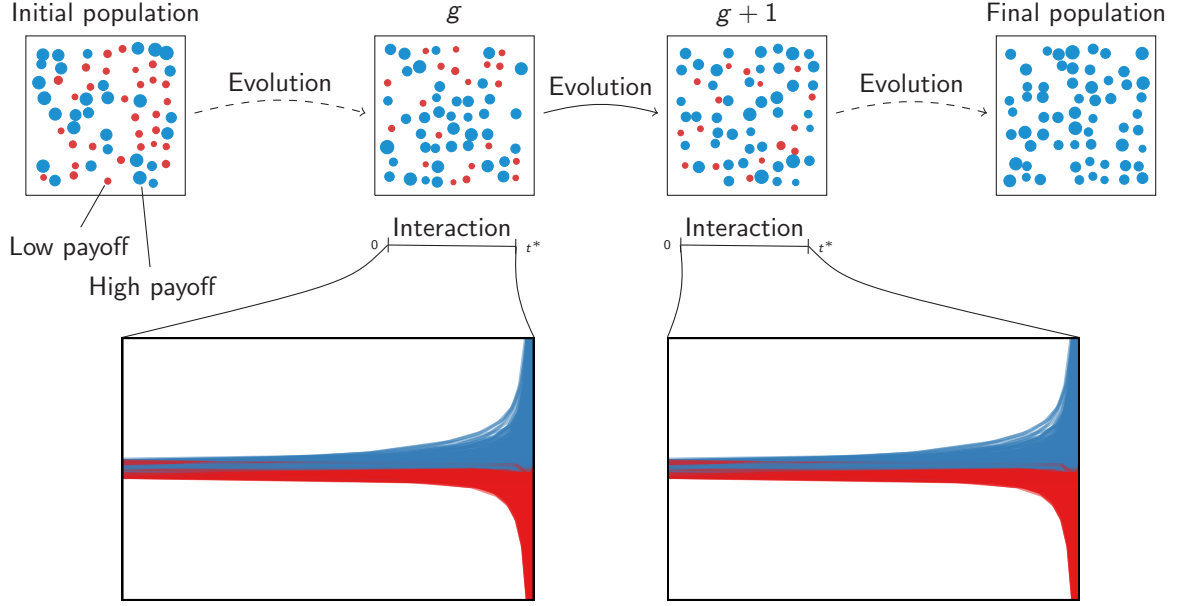 Initial population
g
g + 1
Final population
Evolution
Evolution
Evolution
Low payoff
High payoff
Interaction
0
t*
Interaction
0
t*